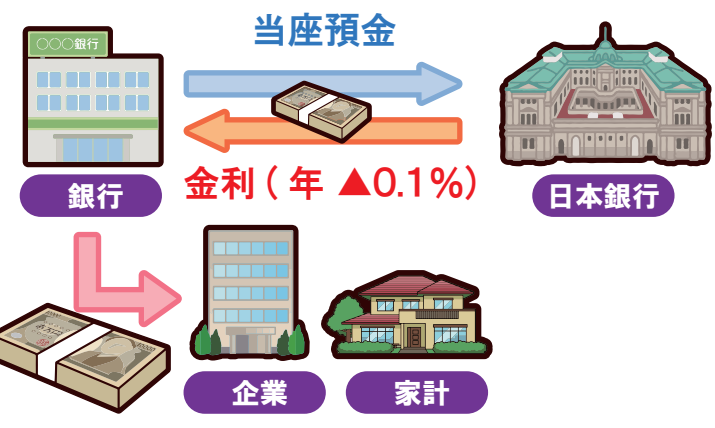 当座預金
○○○銀行
金利( 年 ▲0.1%)
銀行
日本銀行
企業
家計